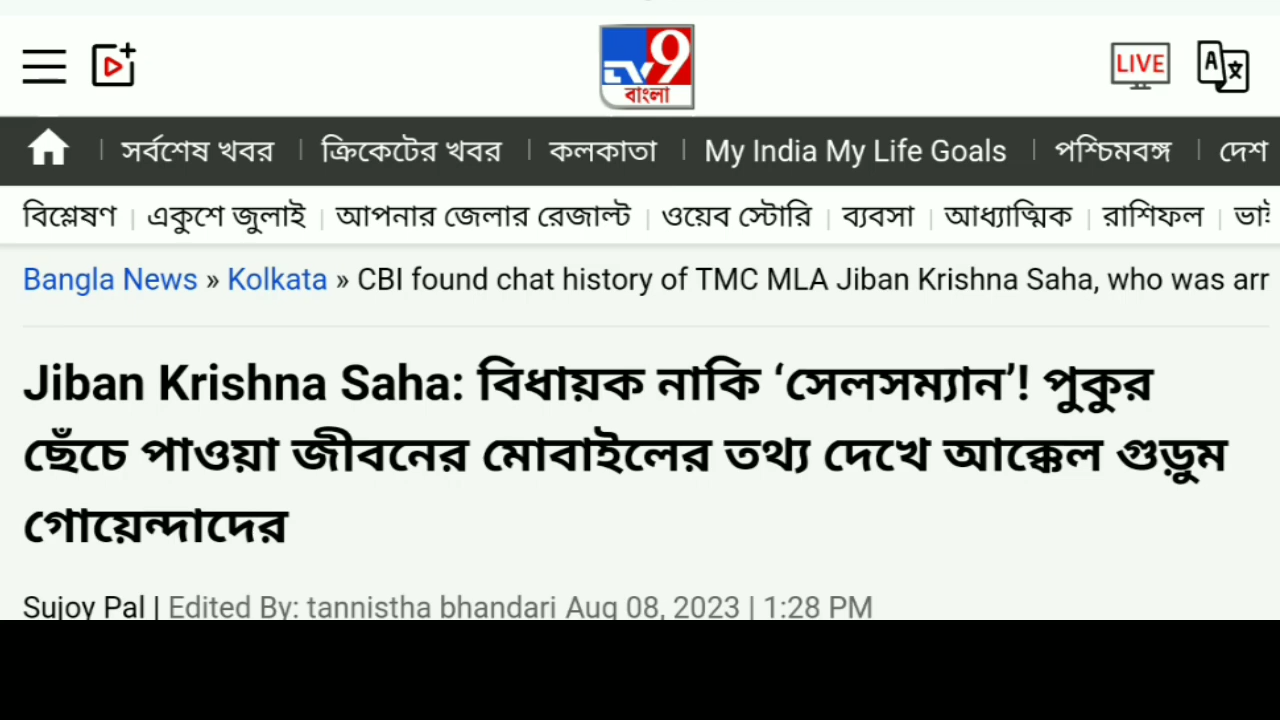 TV9
বাংলা
LIVE
A
সর্বশেষ খবর | ক্রিকেটের খবর | কলকাতা | My India My Life Goals | পশ্চিমবঙ্গ | দেশ
বিশ্লেষণ | একুশে জুলাই | আপনার জেলার রেজাল্ট | ওয়েব স্টোরি | ব্যবসা | আধ্যাত্মিক | রাশিফল |
Bangla News » Kolkata » CBI found chat history of TMC MLA Jiban Krishna Saha, who was arr
Jiban Krishna Saha: বিধায়ক নাকি ‘সেলসম্যান’! পুকুর
ছেঁচে পাওয়া জীবনের মোবাইলের তথ্য দেখে আক্কেল গুড়ুম
গোয়েন্দাদের
Sujoy Pal | Edited By: tannistha bhandari Aug 08, 2023 | 1:28 PM